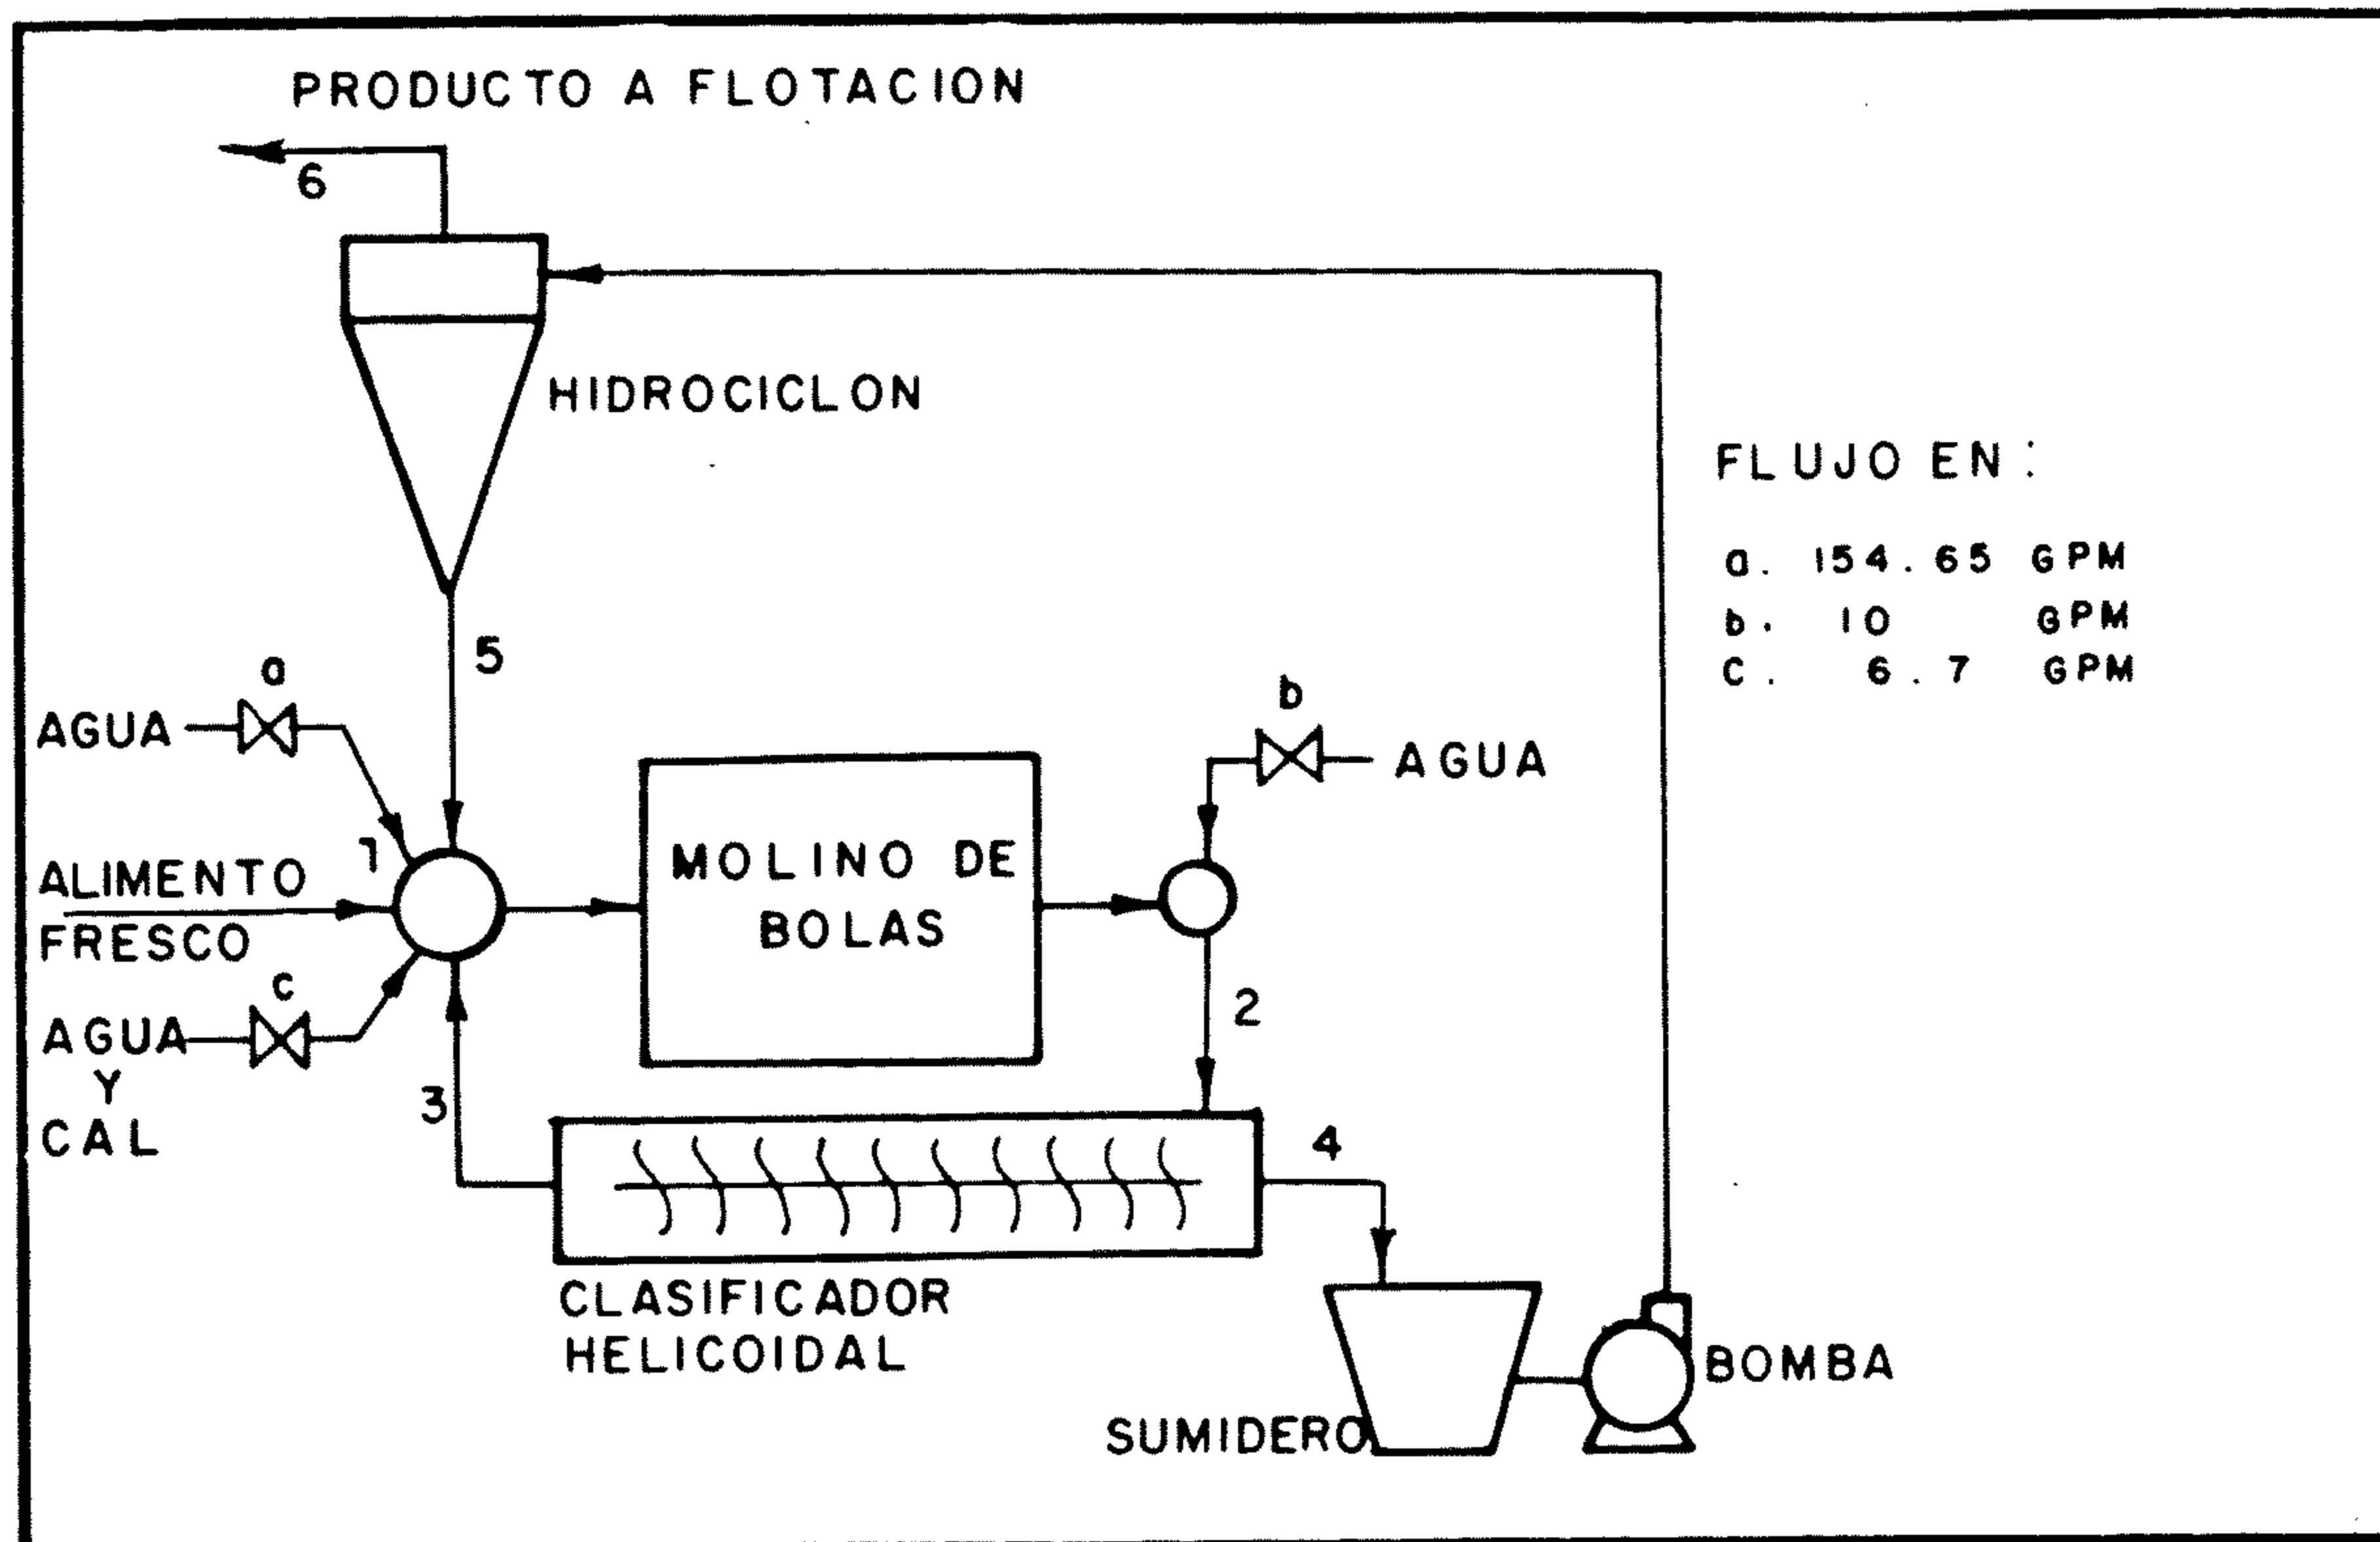 PRODUCTO A FLOTACION
6
HIDROCICLON
FLUJO EN :
a. 154.65 GPM
b. 10 GPM
c. 6.7 GPM
5
a
AGUA
b
AGUA
1
ALIMENTO
FRESCO
MOLINO DE
BOLAS
c
AGUA
Y
CAL
2
3
4
CLASIFICADOR
HELICOIDAL
SUMIDERO
BOMBA